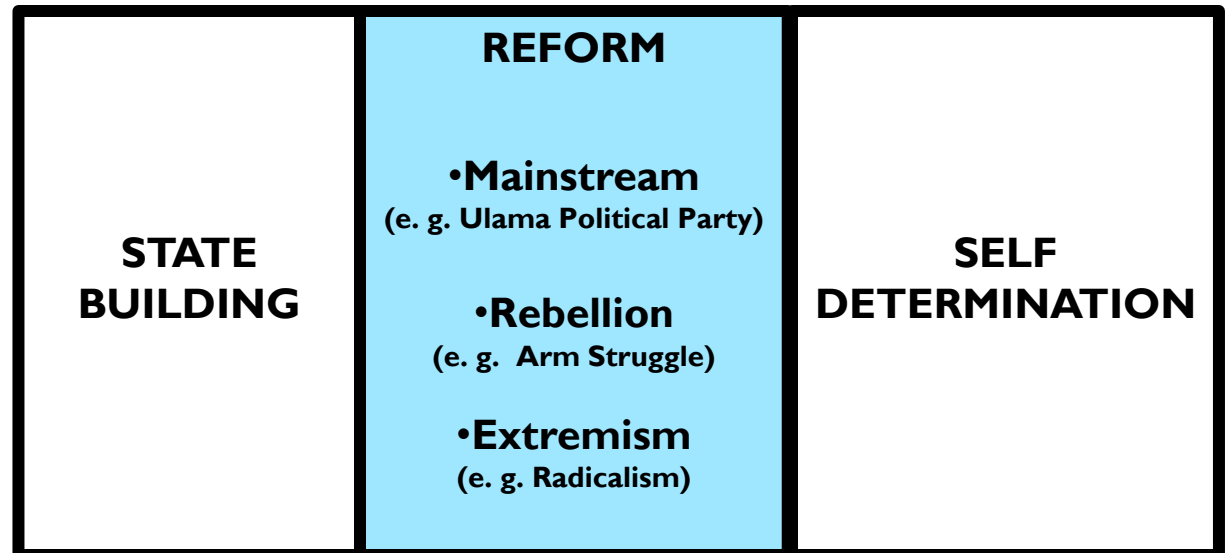 STATE
BUILDING
REFORM
•Mainstream
(e. g. Ulama Political Party)
•Rebellion
(e. g. Arm Struggle)
•Extremism
(e. g. Radicalism)
SELF
DETERMINATION